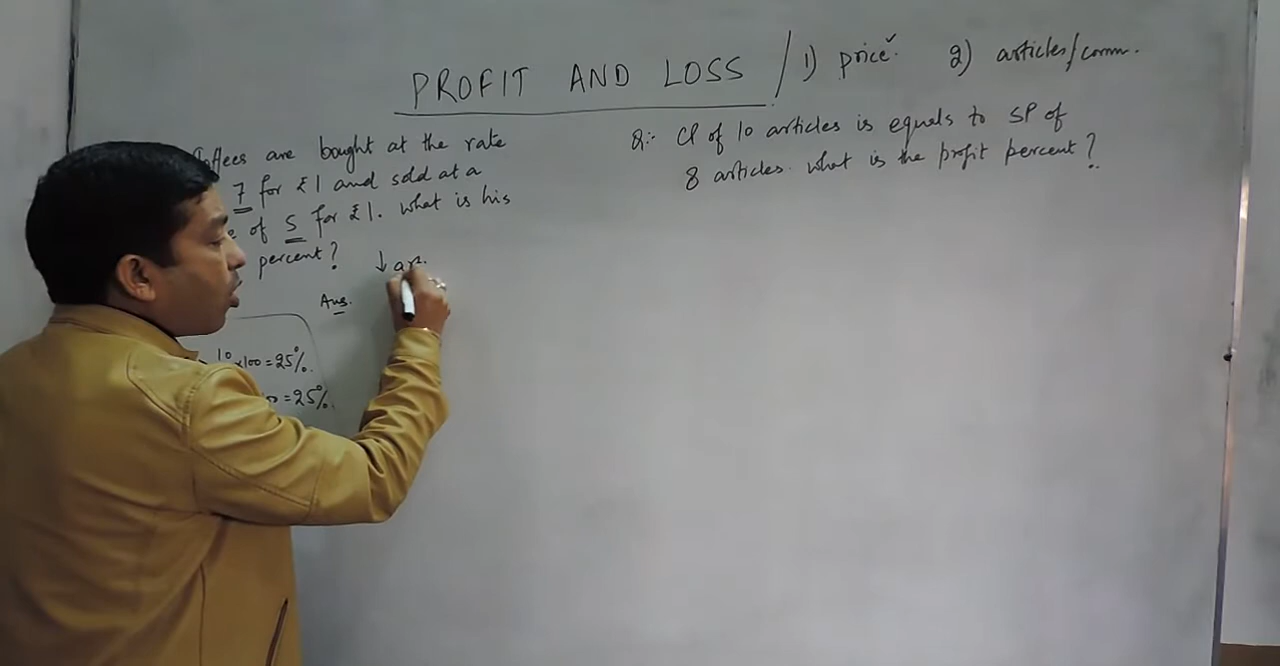 PROFIT AND LOSS / 1) price✓. 2) articles/comm.
Toffees are bought at the rate
7 for ₹1 and sold at a
of 5 for ₹1. what is his
percent? ↓ ar.
Ans.
10 x100 = 25%.
= 25%.
Q:- CP of 10 articles is equals to SP of
8 articles. what is the profit percent?